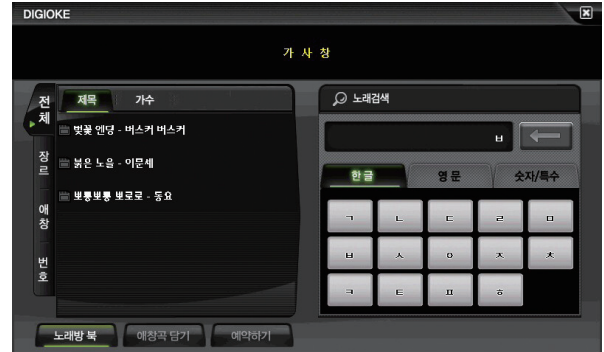 DIGIOKE
가 사 창
전체
장르
애창
번호
제목 가수
벚꽃 엔딩 - 버스커 버스커
붉은 노을 - 이문세
뽀롱뽀롱 뽀로로 - 동요
노래방 북 애창곡 담기 예약하기
노래검색
ㅂ
한글 영문 숫자/특수
ㄱ ㄴ ㄷ ㄹ ㅁ
ㅂ ㅅ ㅇ ㅈ ㅊ
ㅋ ㅌ ㅍ ㅎ